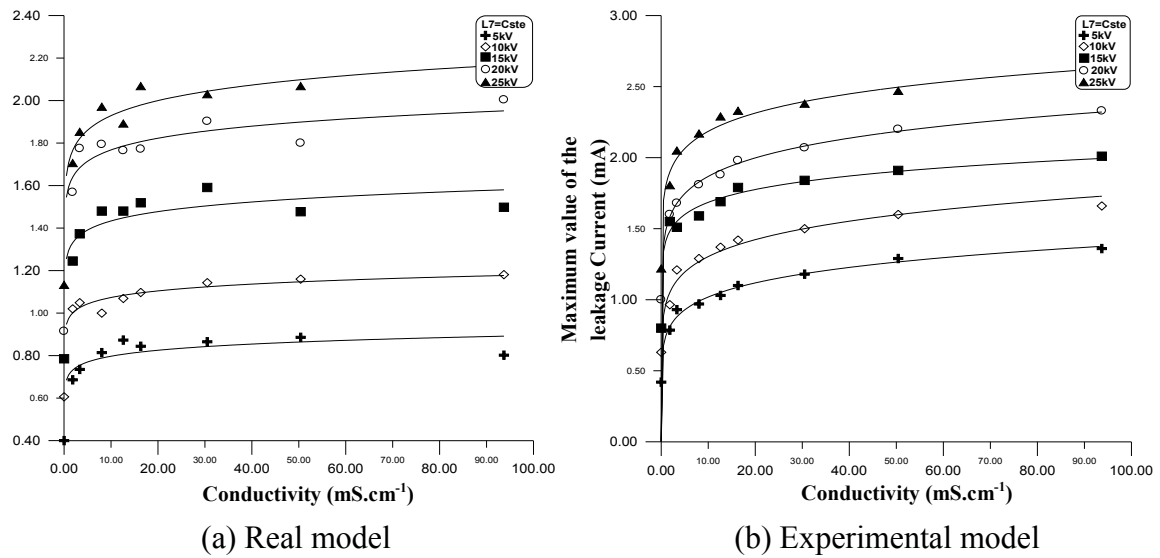 L7=Cste
5kV
10kV
15kV
20kV
25kV
2.20
2.00
1.80
1.60
1.40
1.20
1.00
0.80
0.60
0.40
0.00
10.00
20.00
30.00
40.00
50.00
60.00
70.00
80.00
90.00
100.00
Conductivity (mS.cm⁻¹)
(a) Real model
L7=Cste
5kV
10kV
15kV
20kV
25kV
Maximum value of the
leakage Current (mA)
3.00
2.50
2.00
1.50
1.00
0.50
0.00
0.00
10.00
20.00
30.00
40.00
50.00
60.00
70.00
80.00
90.00
100.00
Conductivity (mS.cm⁻¹)
(b) Experimental model